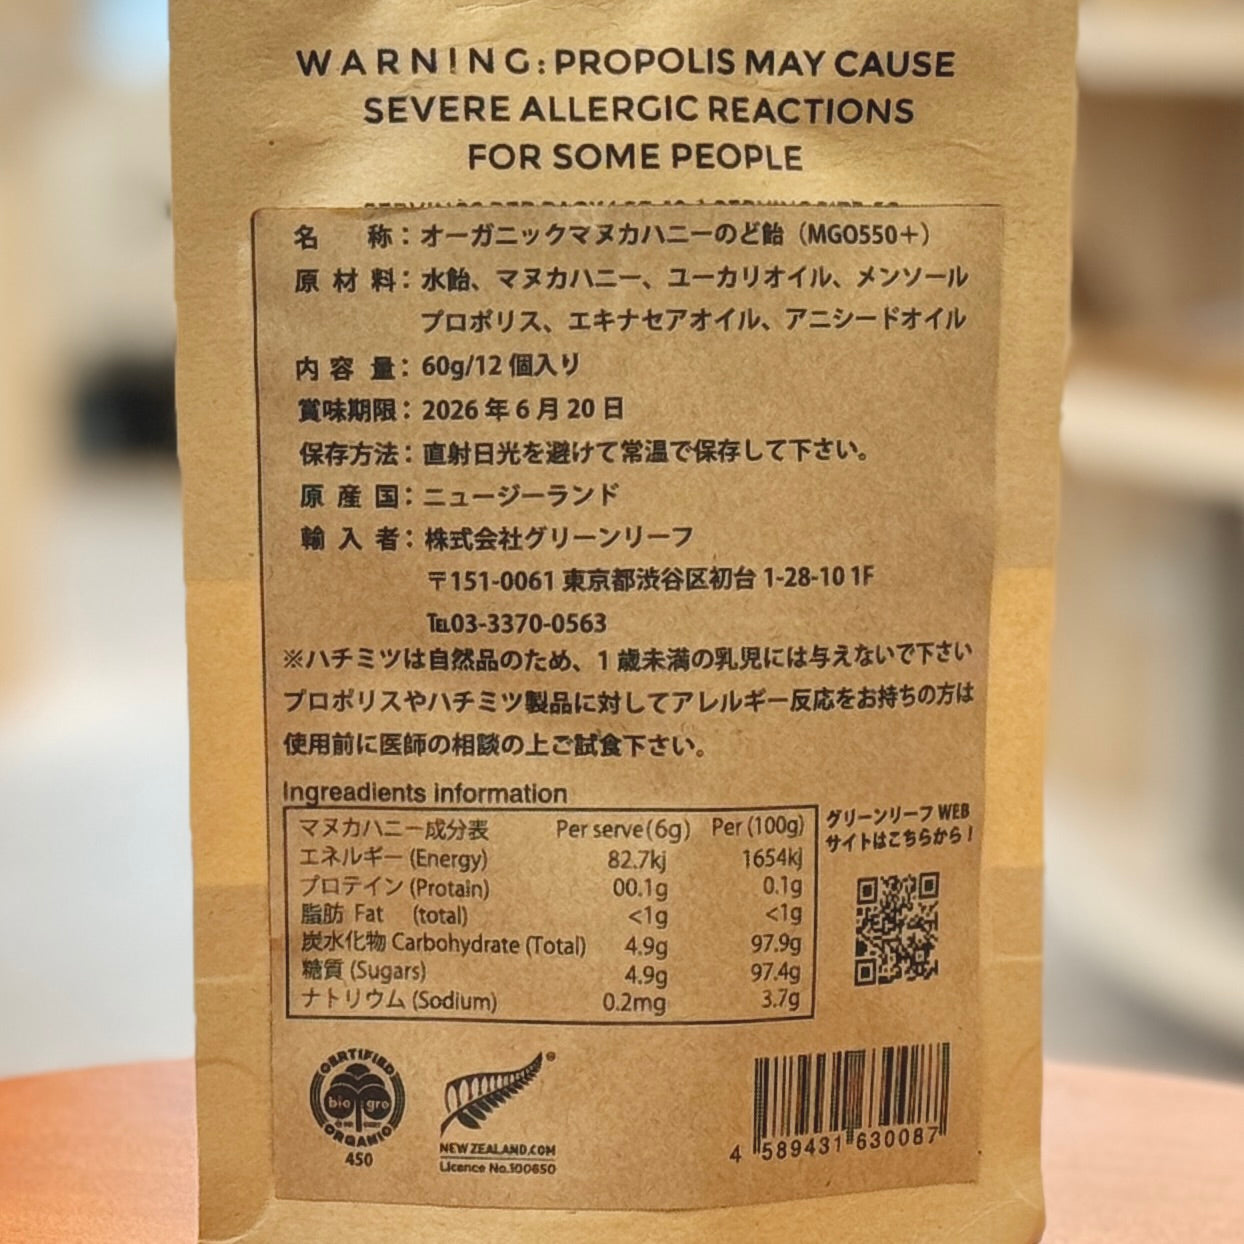 WARNING: PROPOLIS MAY CAUSE
SEVERE ALLERGIC REACTIONS
FOR SOME PEOPLE
名 称：オーガニックマヌカハニーのど飴（MGO550＋）
原材料：水飴、マヌカハニー、ユーカリオイル、メンソール
プロポリス、エキナセアオイル、アニシードオイル
内容量：60g/12個入り
賞味期限：2026年6月20日
保存方法：直射日光を避けて常温で保存して下さい。
原産国：ニュージーランド
輸入者：株式会社グリーンリーフ
〒151-0061 東京都渋谷区初台 1-28-10 1F
℡03-3370-0563
※ハチミツは自然品のため、1歳未満の乳児には与えないで下さい
プロポリスやハチミツ製品に対してアレルギー反応をお持ちの方は
使用前に医師の相談の上ご試食下さい。
Ingreadients information
マヌカハニー成分表 Per serve(6g) Per (100g)
エネルギー (Energy) 82.7kj 1654kj
プロテイン (Protein) 00.1g 0.1g
脂肪 Fat (total) <1g <1g
炭水化物 Carbohydrate (Total) 4.9g 97.9g
糖質 (Sugars) 4.9g 97.4g
ナトリウム (Sodium) 0.2mg 3.7g
グリーンリーフ WEB
サイトはこちらから！
CERTIFIED
bio gro
ORGANIC
450
NEWZEALAND.COM
Licence No.100650
4 589431 630087